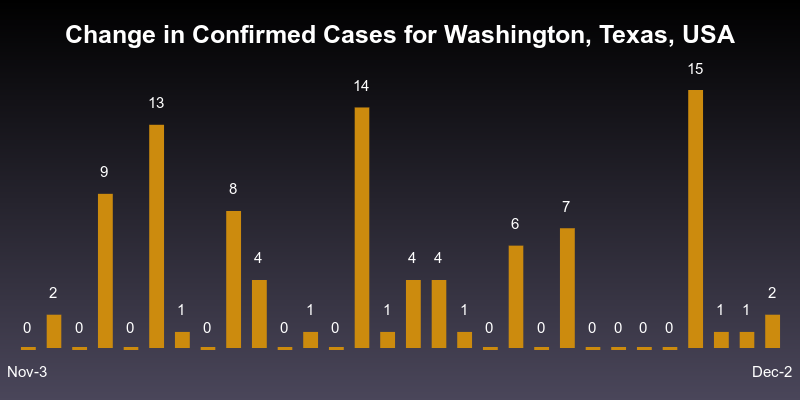 Change in Confirmed Cases for Washington, Texas, USA
0 2 0 9 0 13 1 0 8 4 0 1 0 14 1 4 4 1 0 6 0 7 0 0 0 0 15 1 1 2
Nov-3 Dec-2